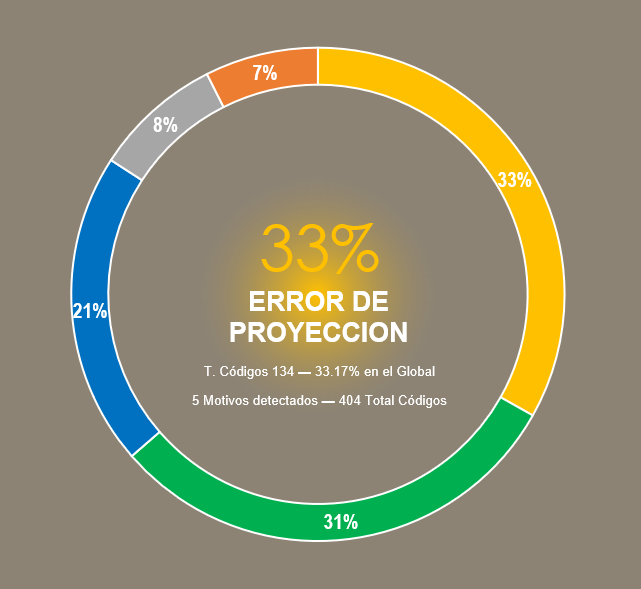 7%
8%
33%
33%
ERROR DE
PROYECCION
21%
T. Códigos 134 — 33.17% en el Global
5 Motivos detectados — 404 Total Códigos
31%